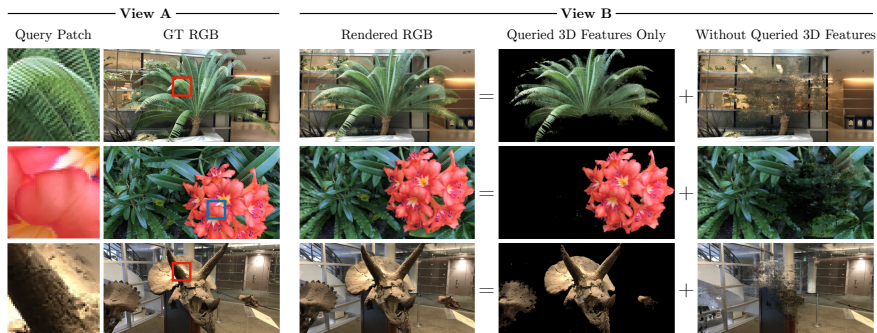 View A
View B
Query Patch
GT RGB
Rendered RGB
Queried 3D Features Only
Without Queried 3D Features
= +
= +
= +